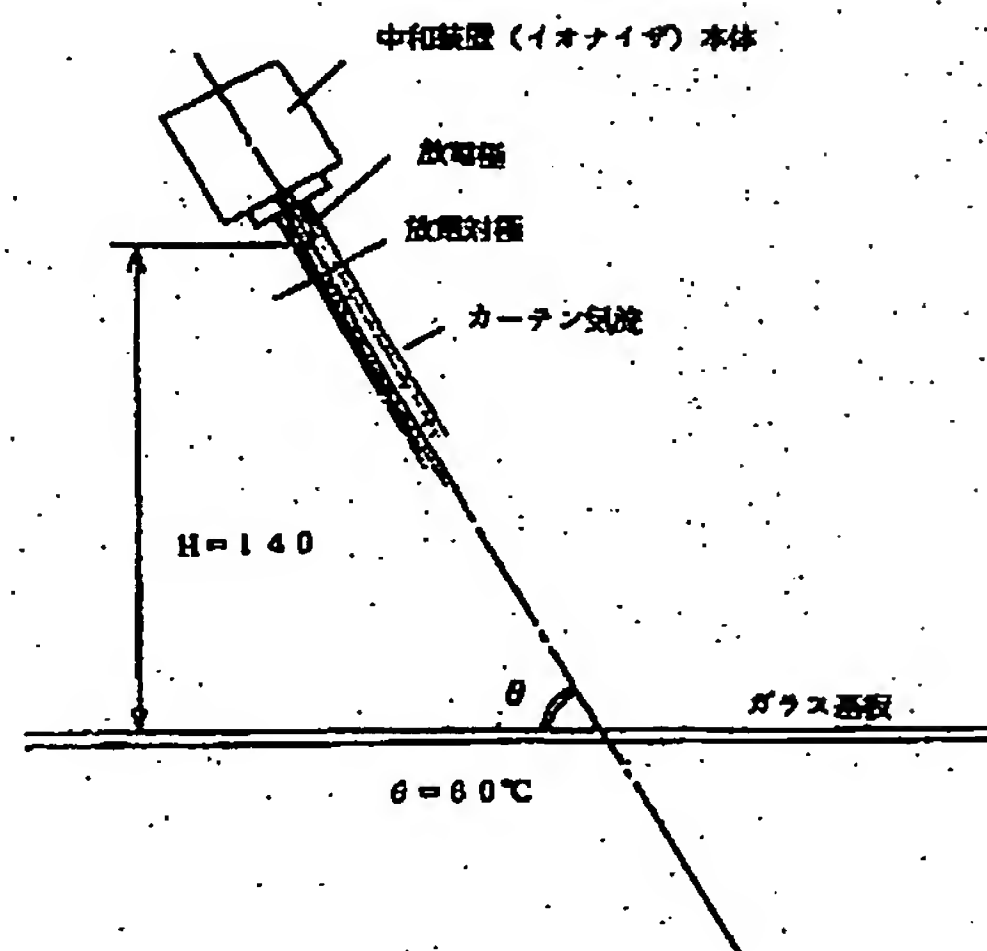 中和装置（イオナイザ）本体
放電極
放電対極
カーテン気流
H＝140
θ
ガラス基板
θ＝60℃